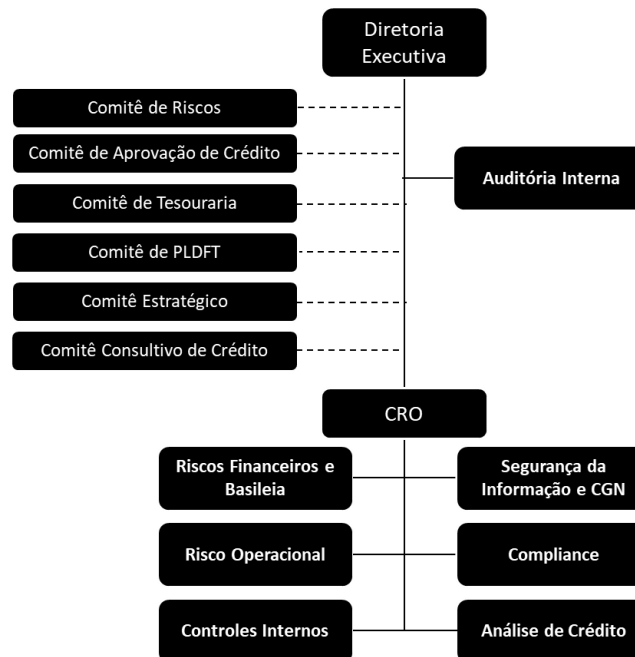 Diretoria
Executiva
Comitê de Riscos
Comitê de Aprovação de Crédito
Auditória Interna
Comitê de Tesouraria
Comitê de PLDFT
Comitê Estratégico
Comitê Consultivo de Crédito
CRO
Riscos Financeiros e
Basileia
Segurança da
Informação e CGN
Risco Operacional
Compliance
Controles Internos
Análise de Crédito